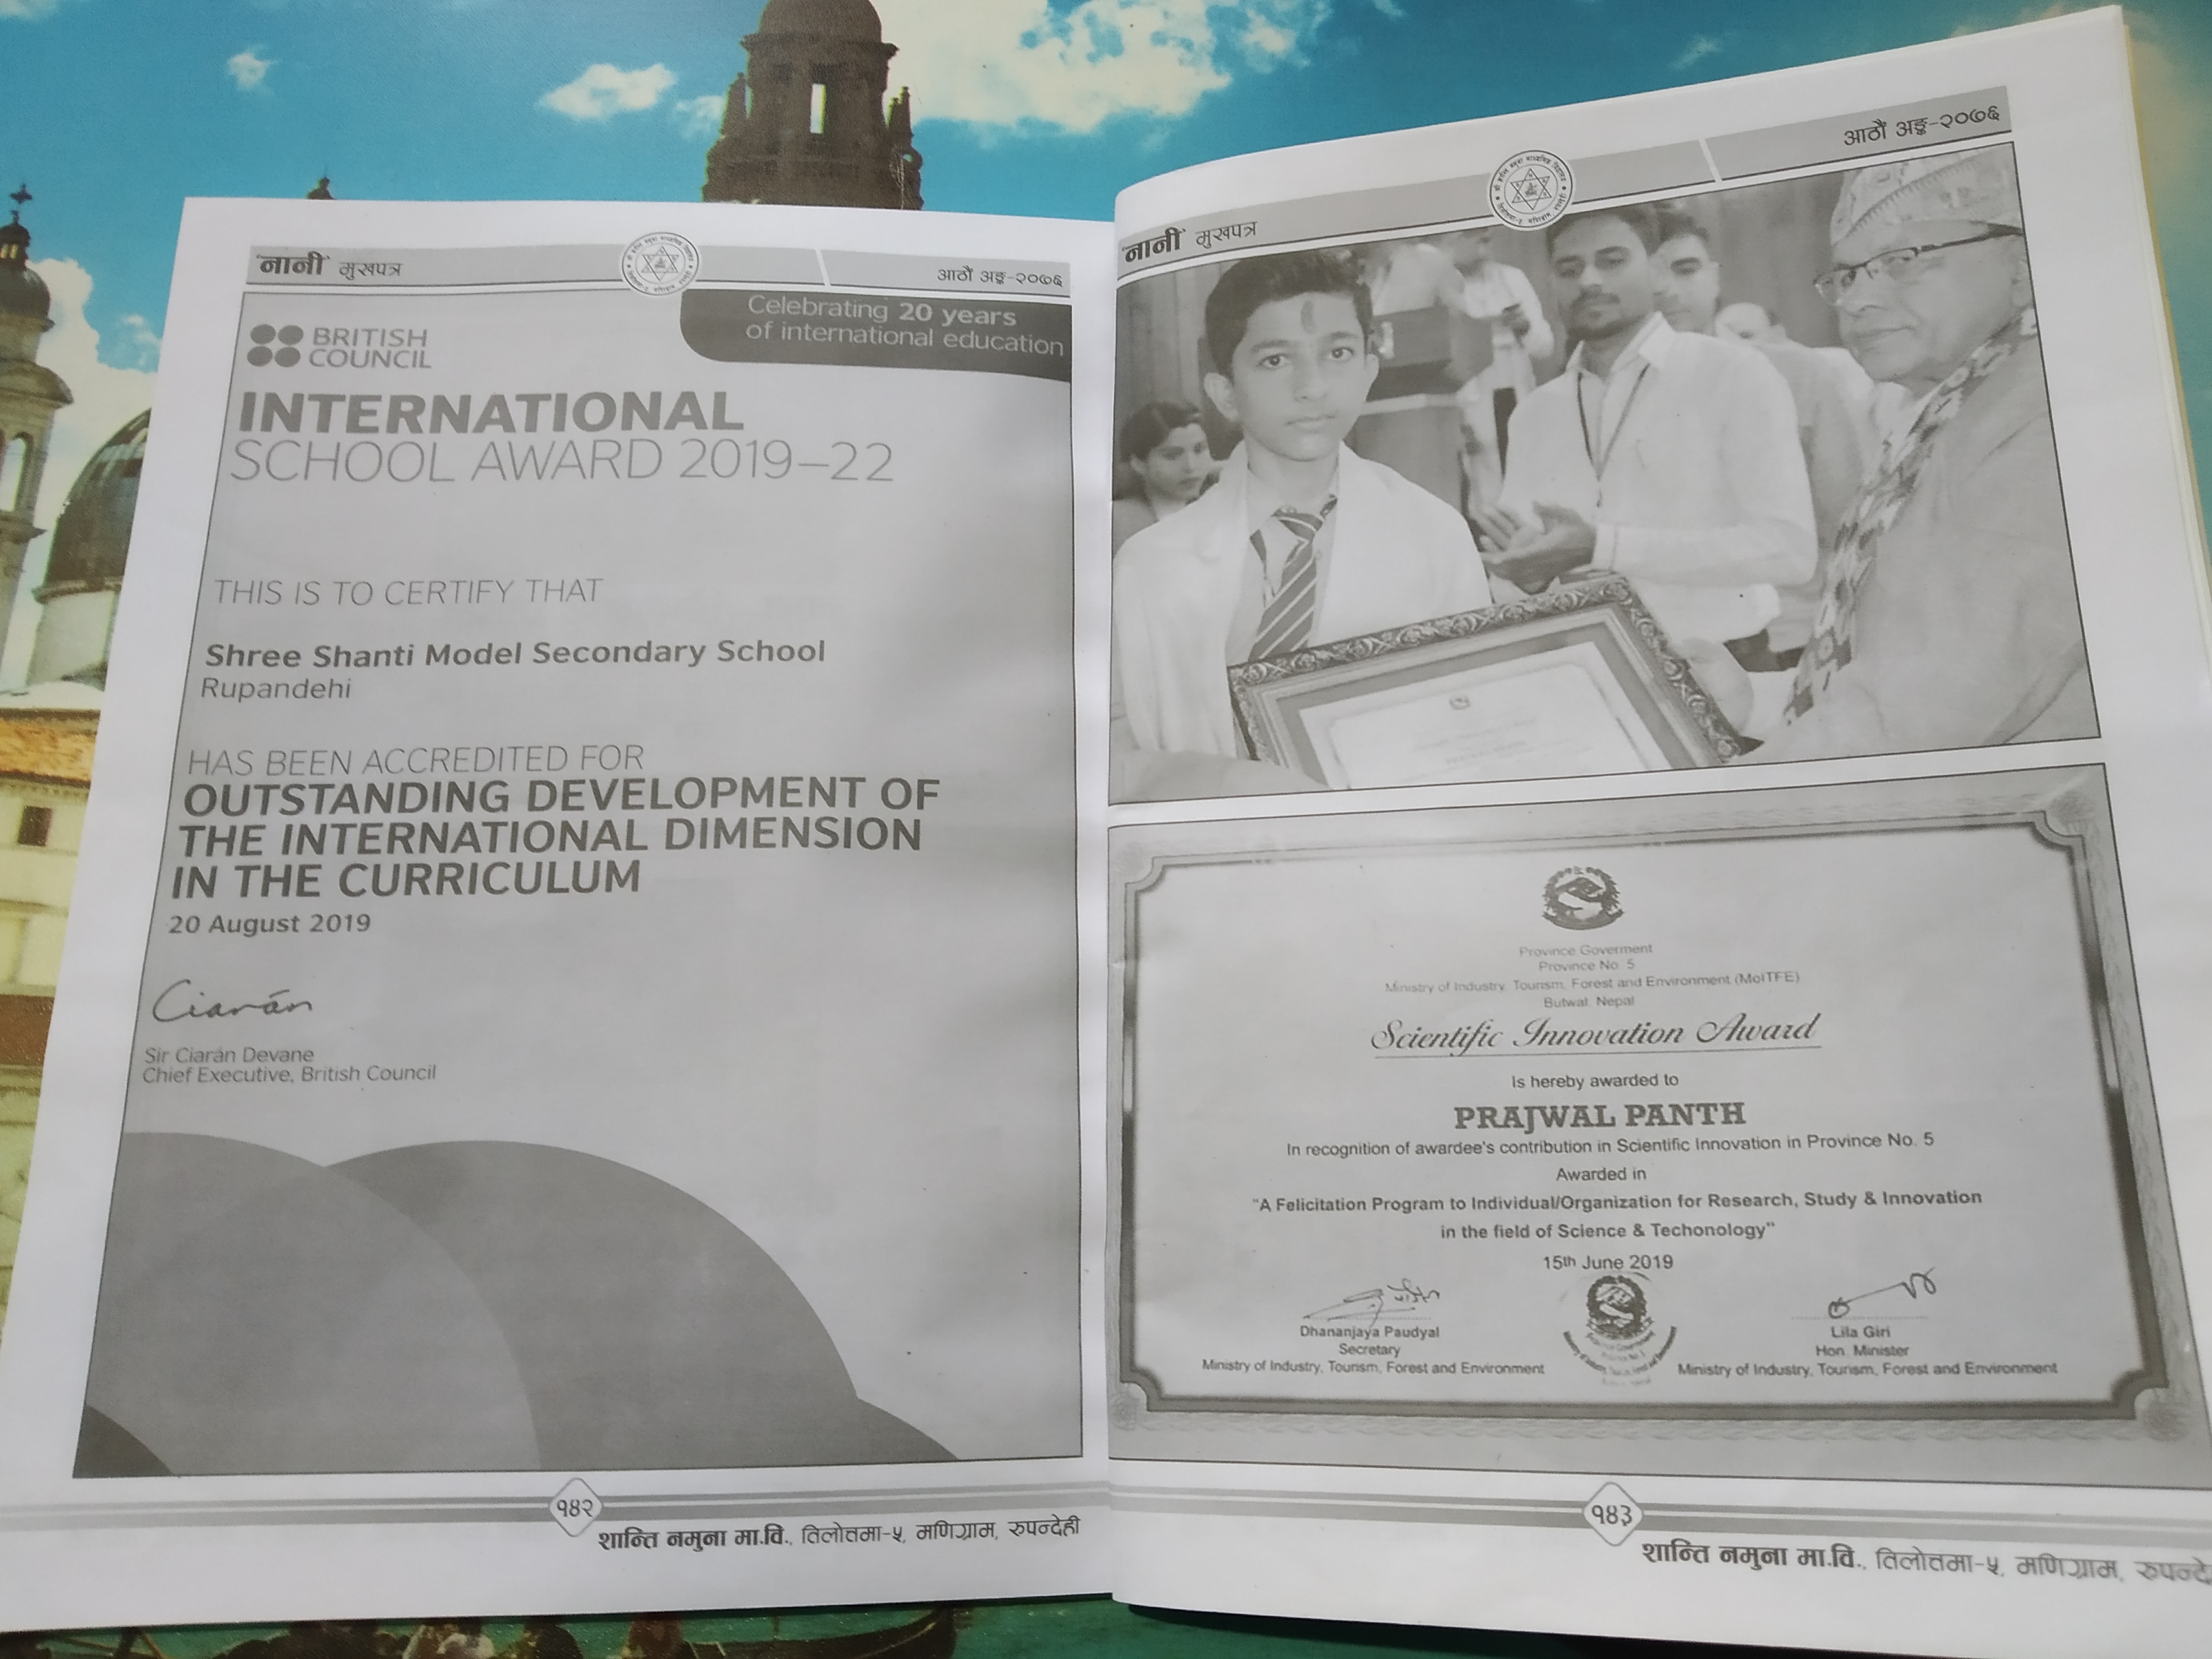 'नानी' मुखपत्र
आठौं अङ्क-२०७६
Celebrating 20 years
of international education
BRITISH
COUNCIL
INTERNATIONAL
SCHOOL AWARD 2019–22
THIS IS TO CERTIFY THAT
Shree Shanti Model Secondary School
Rupandehi
HAS BEEN ACCREDITED FOR
OUTSTANDING DEVELOPMENT OF
THE INTERNATIONAL DIMENSION
IN THE CURRICULUM
20 August 2019
Ciarán
Sir Ciarán Devane
Chief Executive, British Council
१४२
शान्ति नमुना मा.वि., तिलोत्तमा-५, मणिग्राम, रुपन्देही
'नानी' मुखपत्र
आठौं अङ्क-२०७६
Province Goverment
Province No. 5
Ministry of Industry, Tourism, Forest and Environment (MoITFE)
Butwal, Nepal
Scientific Innovation Award
Is hereby awarded to
PRAJWAL PANTH
In recognition of awardee's contribution in Scientific Innovation in Province No. 5
Awarded in
"A Felicitation Program to Individual/Organization for Research, Study & Innovation
in the field of Science & Techonology"
15th June 2019
Dhananjaya Paudyal
Secretary
Ministry of Industry, Tourism, Forest and Environment
Lila Giri
Hon. Minister
Ministry of Industry, Tourism, Forest and Environment
१४३
शान्ति नमुना मा.वि., तिलोत्तमा-५, मणिग्राम, रुपन्दे